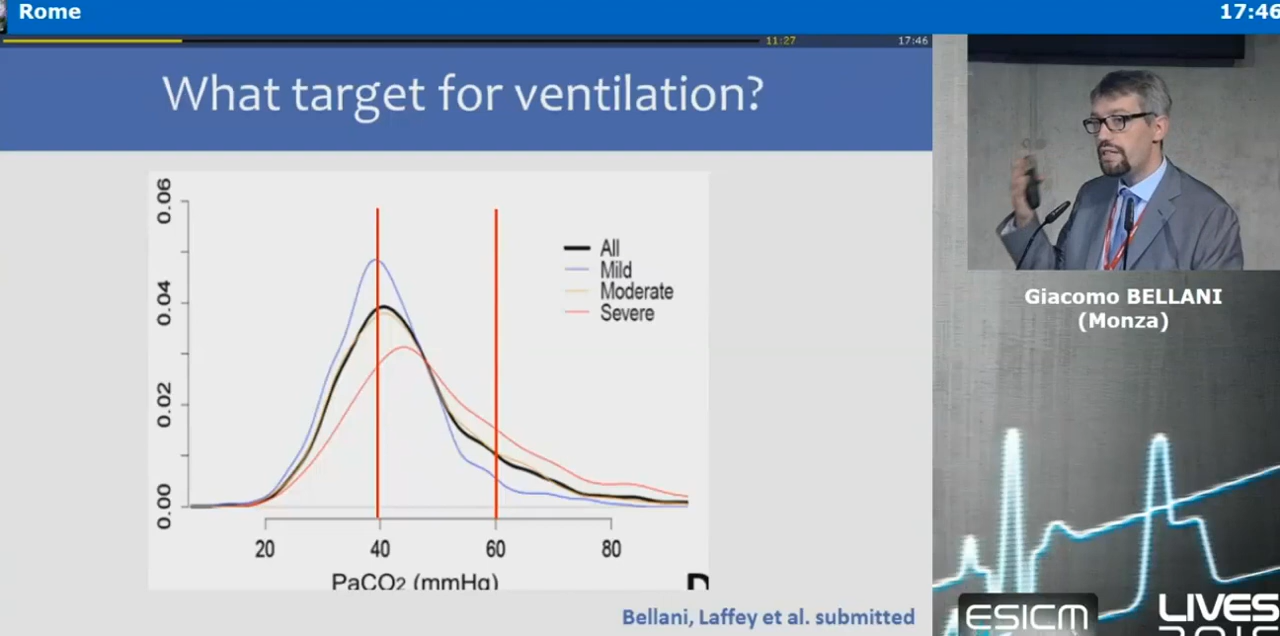 Rome
17:46
11:27
17:46
What target for ventilation?
0.06
0.04
0.02
0.00
All
Mild
Moderate
Severe
20
40
60
80
PaCO2 (mmHg)
D
Bellani, Laffey et al. submitted
Giacomo BELLANI
(Monza)
ESICM
LIVES